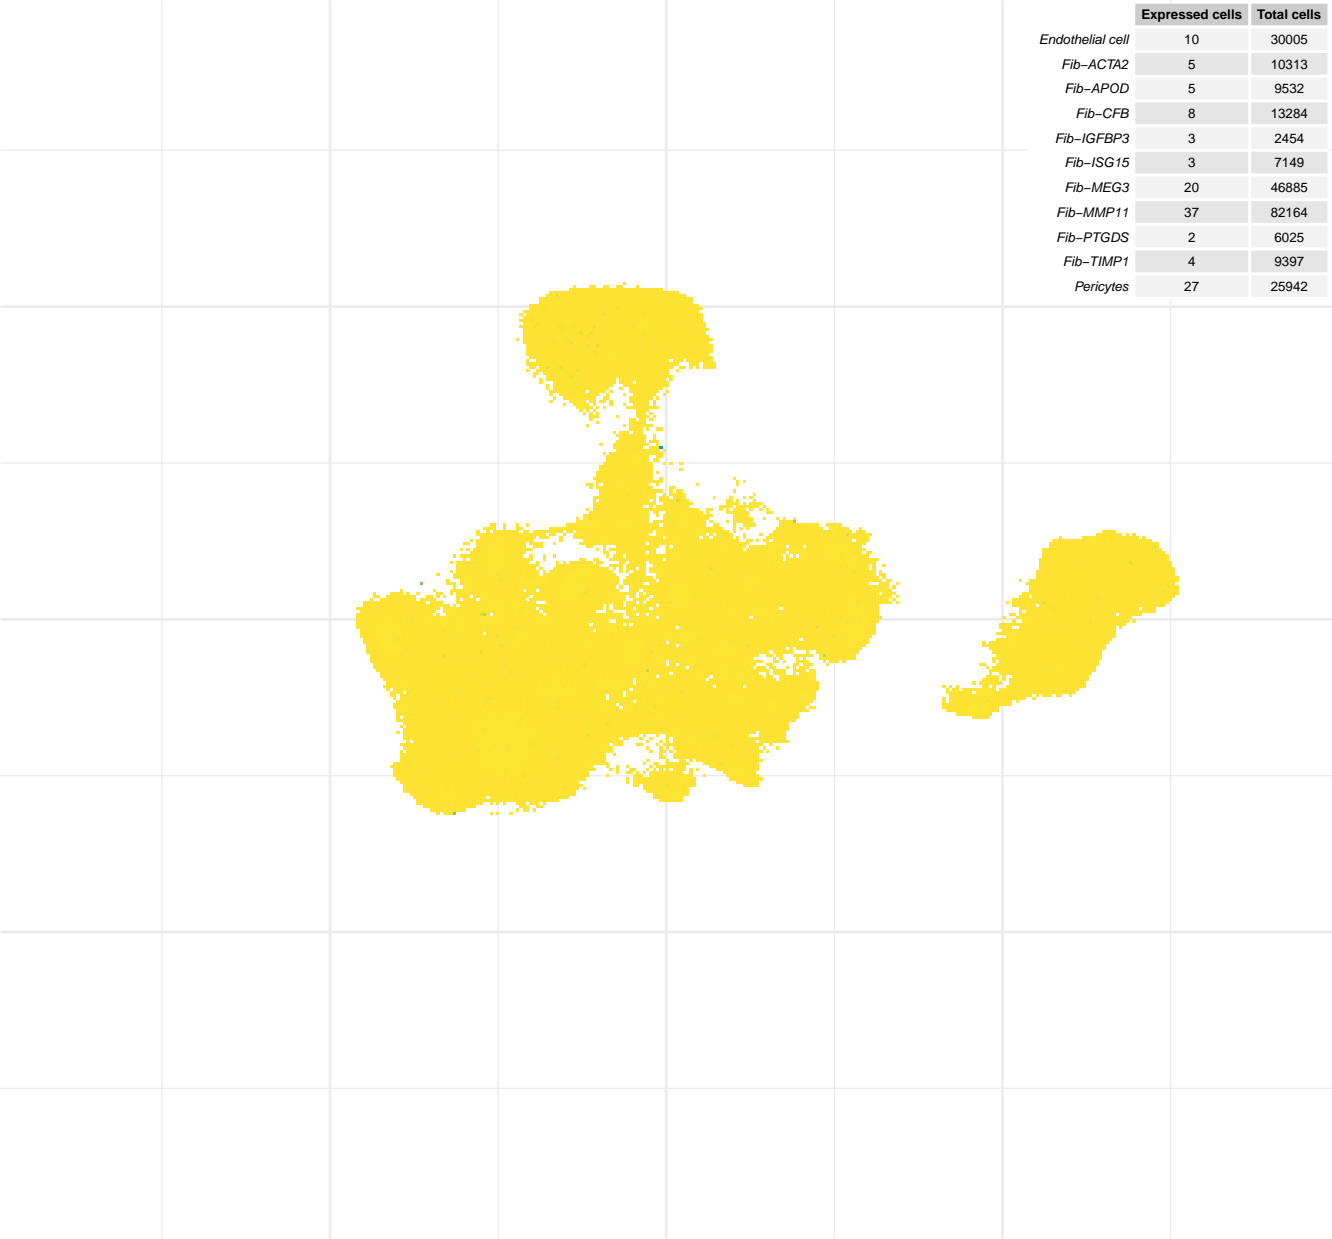 Expressed cells Total cells
Endothelial cell 10 30005
Fib−ACTA2 5 10313
Fib−APOD 5 9532
Fib−CFB 8 13284
Fib−IGFBP3 3 2454
Fib−ISG15 3 7149
Fib−MEG3 20 46885
Fib−MMP11 37 82164
Fib−PTGDS 2 6025
Fib−TIMP1 4 9397
Pericytes 27 25942